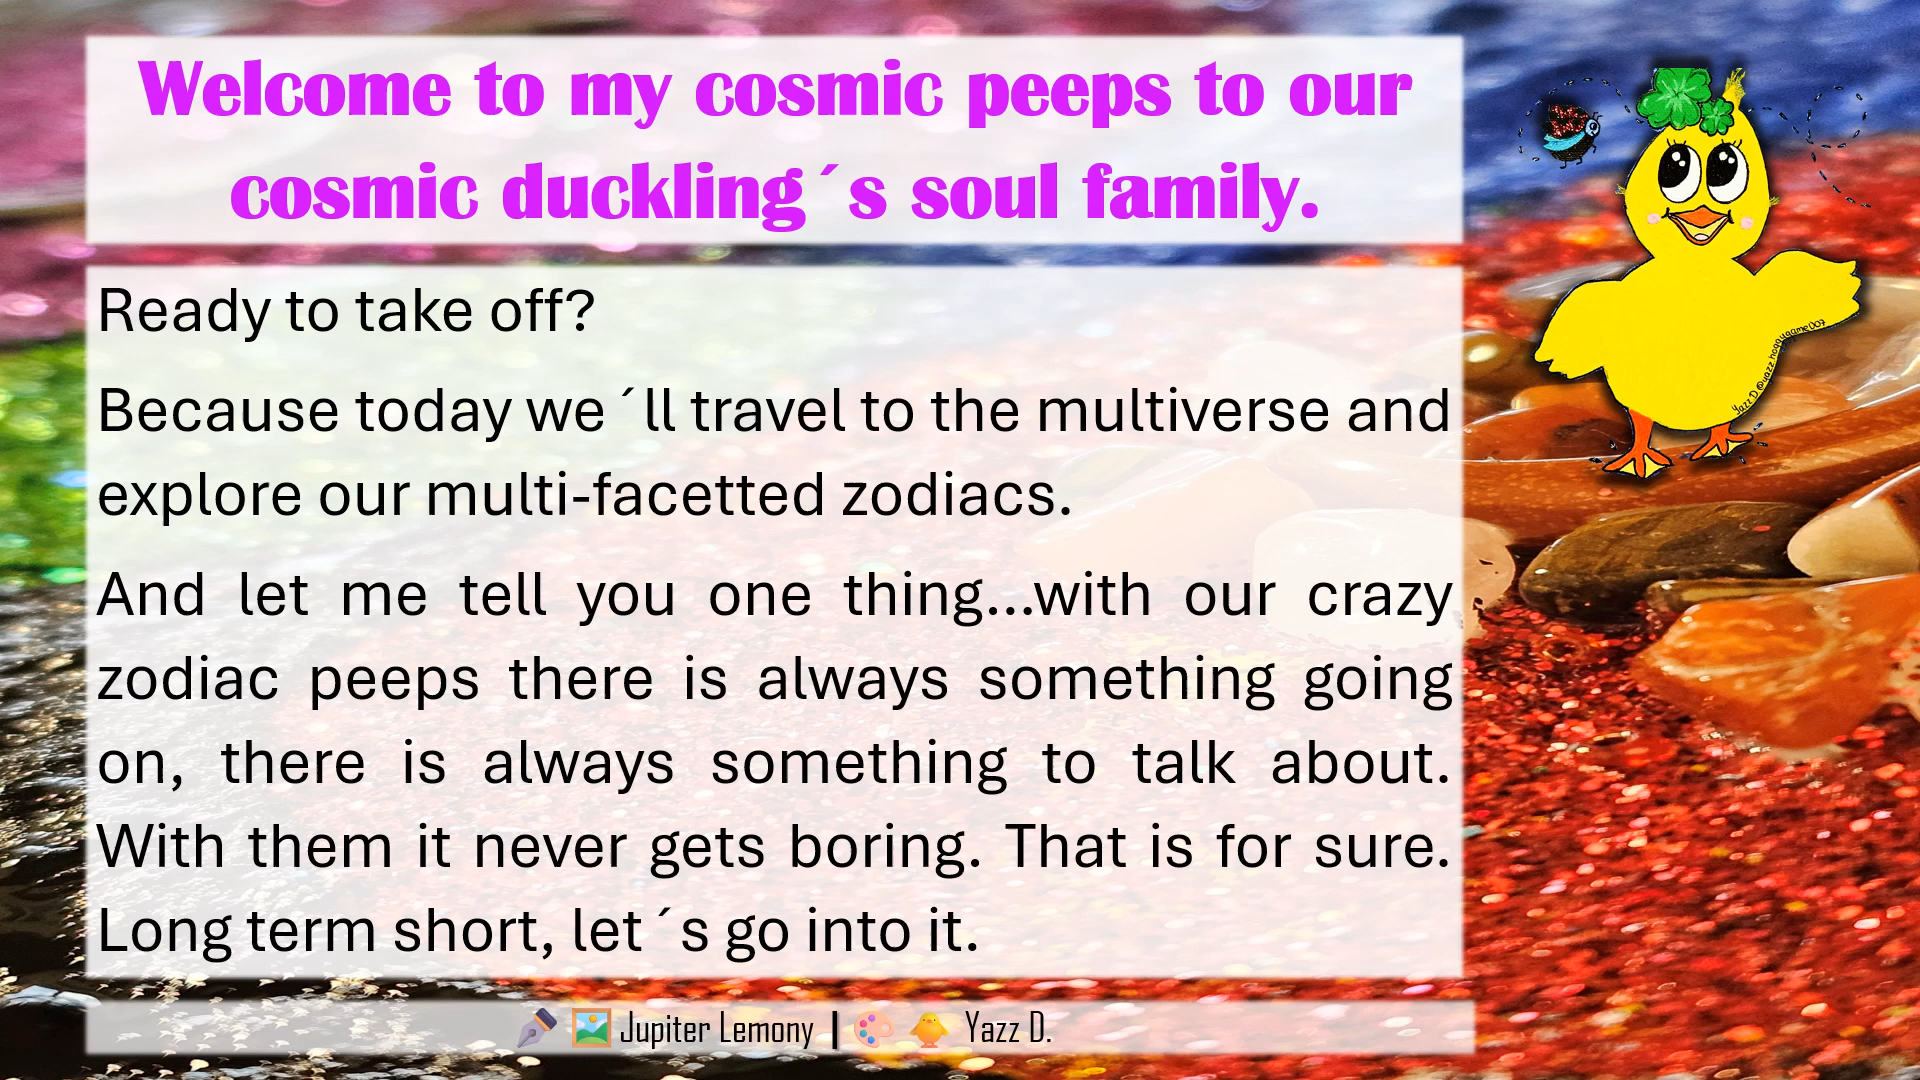 Welcome to my cosmic peeps to our
cosmic duckling´s soul family.
Ready to take off?
Because today we´ll travel to the multiverse and
explore our multi-facetted zodiacs.
And let me tell you one thing...with our crazy
zodiac peeps there is always something going
on, there is always something to talk about.
With them it never gets boring. That is for sure.
Long term short, let´s go into it.
Jupiter Lemony | Yazz D.
Yazz D @yazz.happygame007